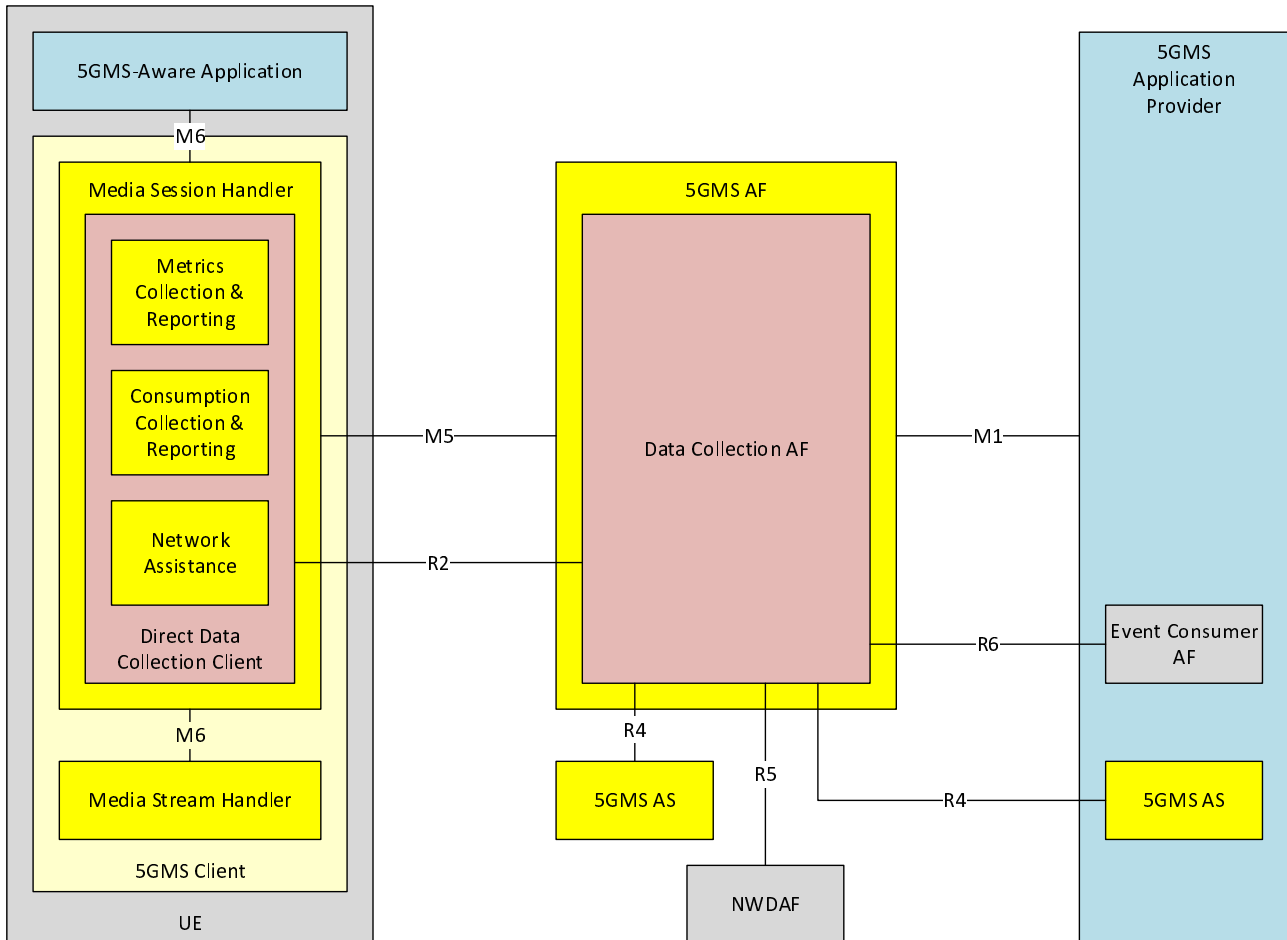 5GMS-Aware Application
M6
Media Session Handler
Metrics
Collection &
Reporting
Consumption
Collection &
Reporting
Network
Assistance
Direct Data
Collection Client
M6
Media Stream Handler
5GMS Client
UE
M5
R2
5GMS AF
Data Collection AF
R4
5GMS AS
R5
NWDAF
M1
R6
R4
5GMS
Application
Provider
Event Consumer
AF
5GMS AS